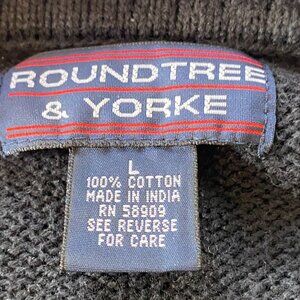 ROUNDTREE
& YORKE
L
100% COTTON
MADE IN INDIA
RN 58909
SEE REVERSE
FOR CARE